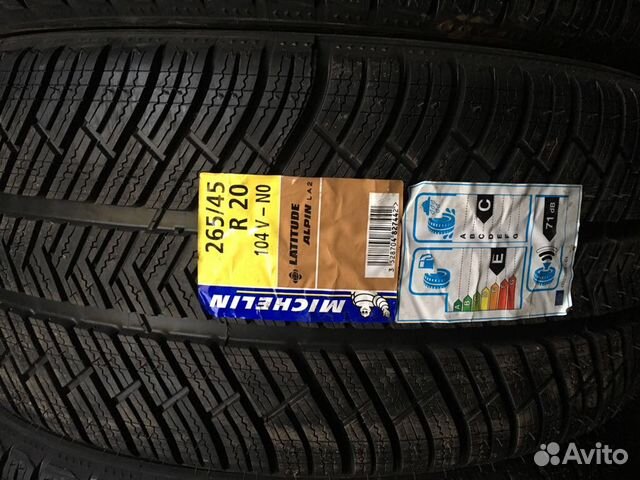 265/45
R 20
104 V - N0
LATITUDE
ALPIN LA2
MICHELIN
C
A B C D E F G
E
A
B
71 dB
Avito